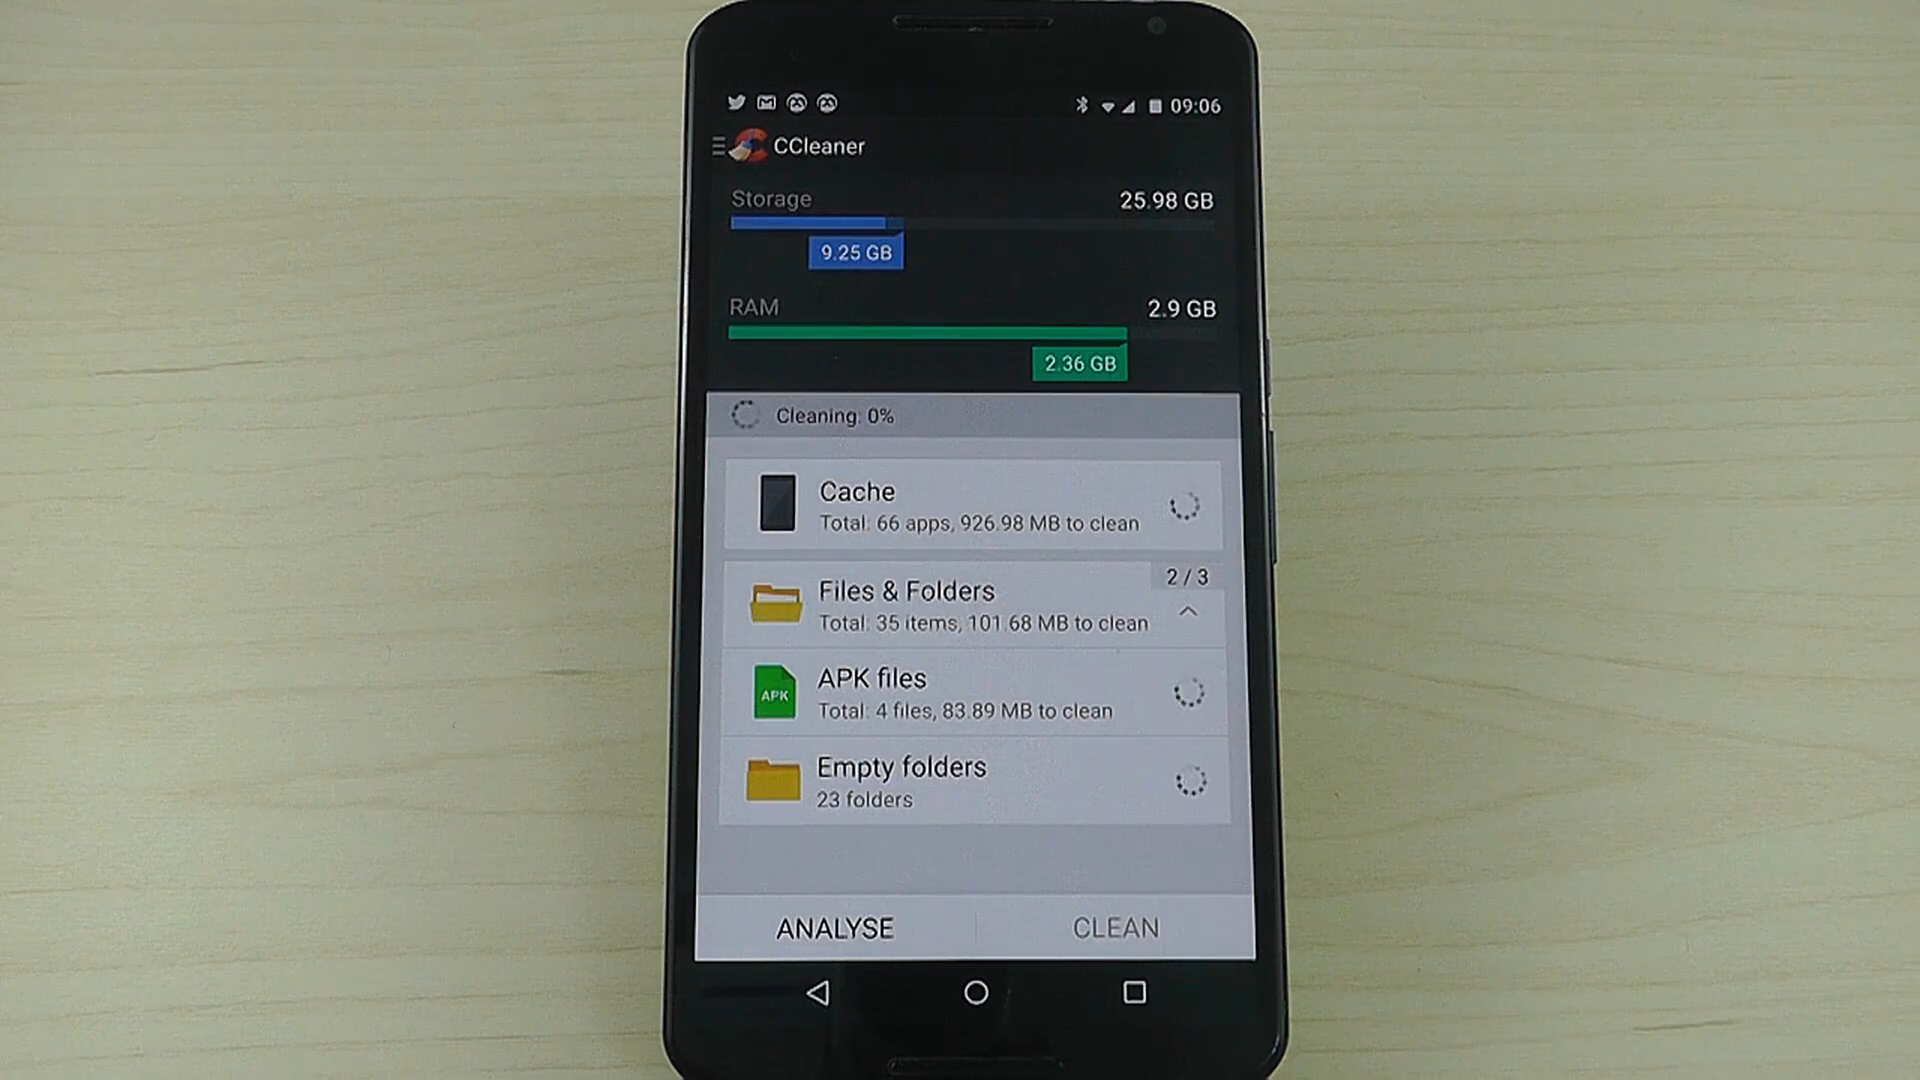 09:06
CCleaner
Storage
25.98 GB
9.25 GB
RAM
2.9 GB
2.36 GB
Cleaning: 0%
Cache
Total: 66 apps, 926.98 MB to clean
2 / 3
Files & Folders
Total: 35 items, 101.68 MB to clean
APK
APK files
Total: 4 files, 83.89 MB to clean
Empty folders
23 folders
ANALYSE
CLEAN